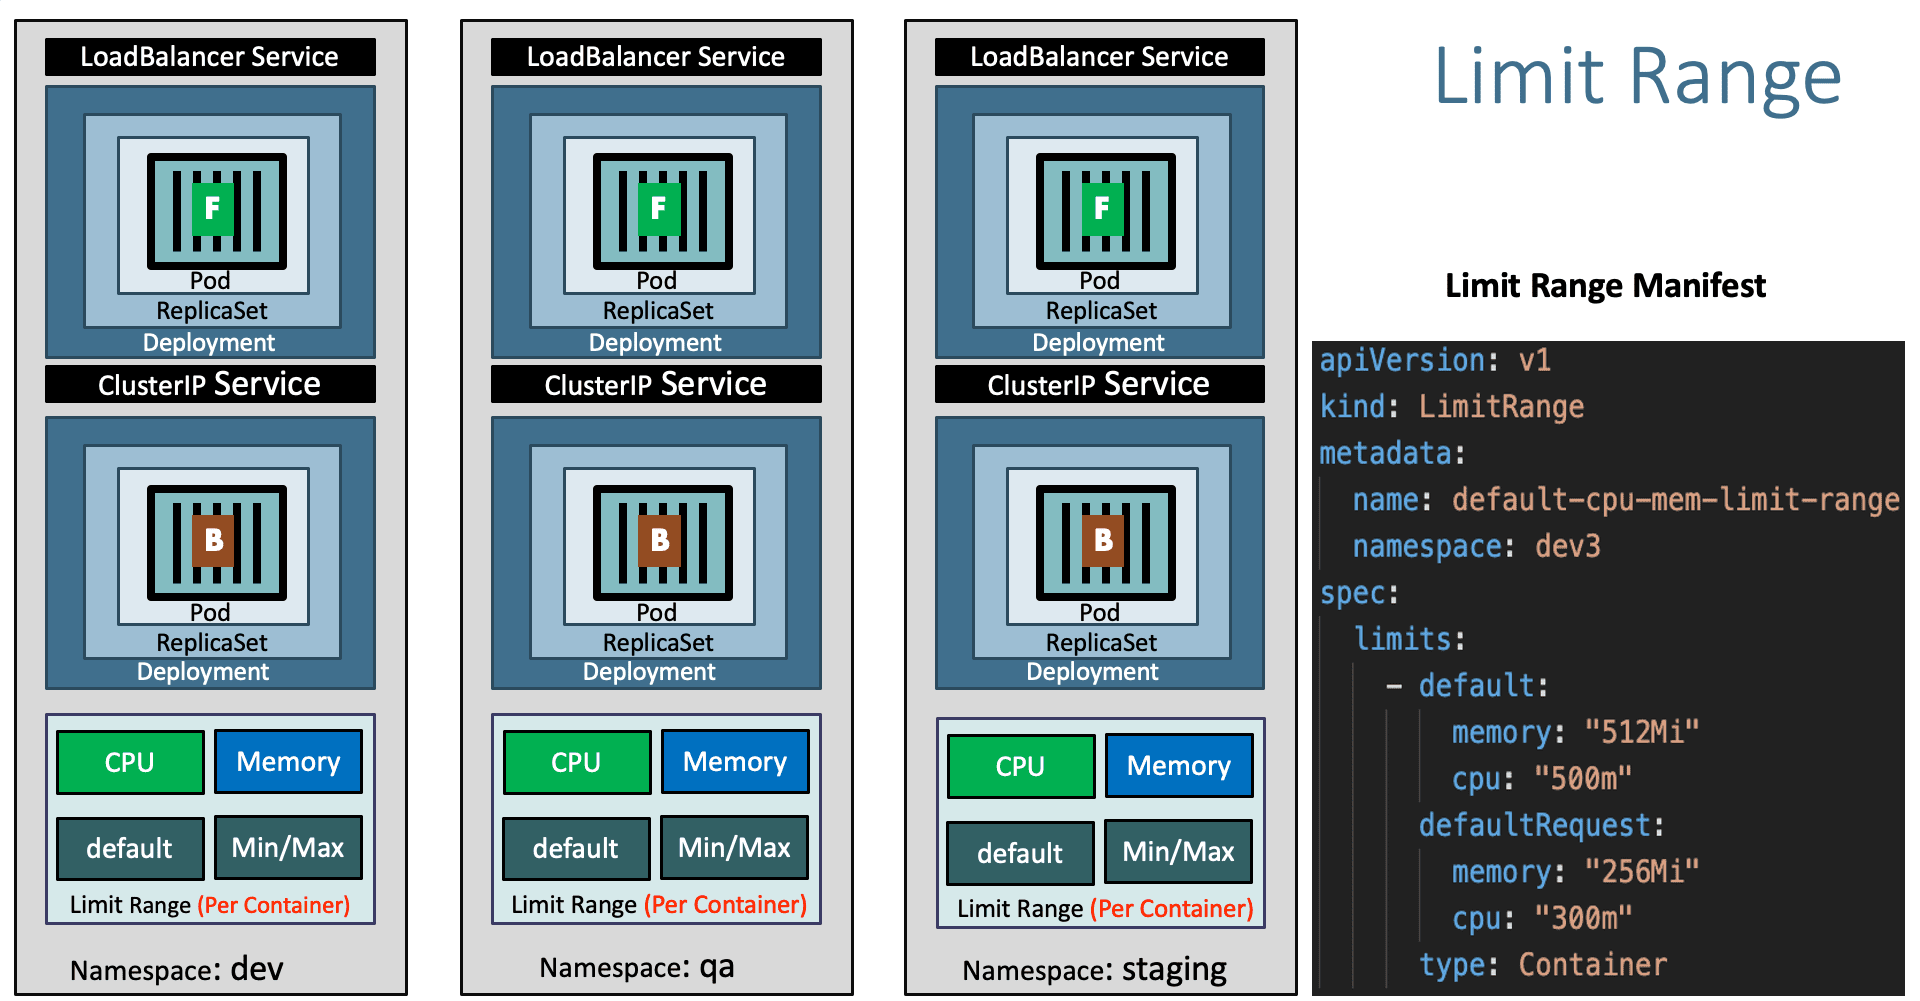 LoadBalancer Service
F
Pod
ReplicaSet
Deployment
ClusterIP Service
B
Pod
ReplicaSet
Deployment
CPU
Memory
default
Min/Max
Limit Range (Per Container)
Namespace: dev
LoadBalancer Service
F
Pod
ReplicaSet
Deployment
ClusterIP Service
B
Pod
ReplicaSet
Deployment
CPU
Memory
default
Min/Max
Limit Range (Per Container)
Namespace: qa
LoadBalancer Service
F
Pod
ReplicaSet
Deployment
ClusterIP Service
B
Pod
ReplicaSet
Deployment
CPU
Memory
default
Min/Max
Limit Range (Per Container)
Namespace: staging
Limit Range
Limit Range Manifest
apiVersion: v1
kind: LimitRange
metadata:
  name: default-cpu-mem-limit-range
  namespace: dev3
spec:
  limits:
    - default:
        memory: "512Mi"
        cpu: "500m"
      defaultRequest:
        memory: "256Mi"
        cpu: "300m"
      type: Container